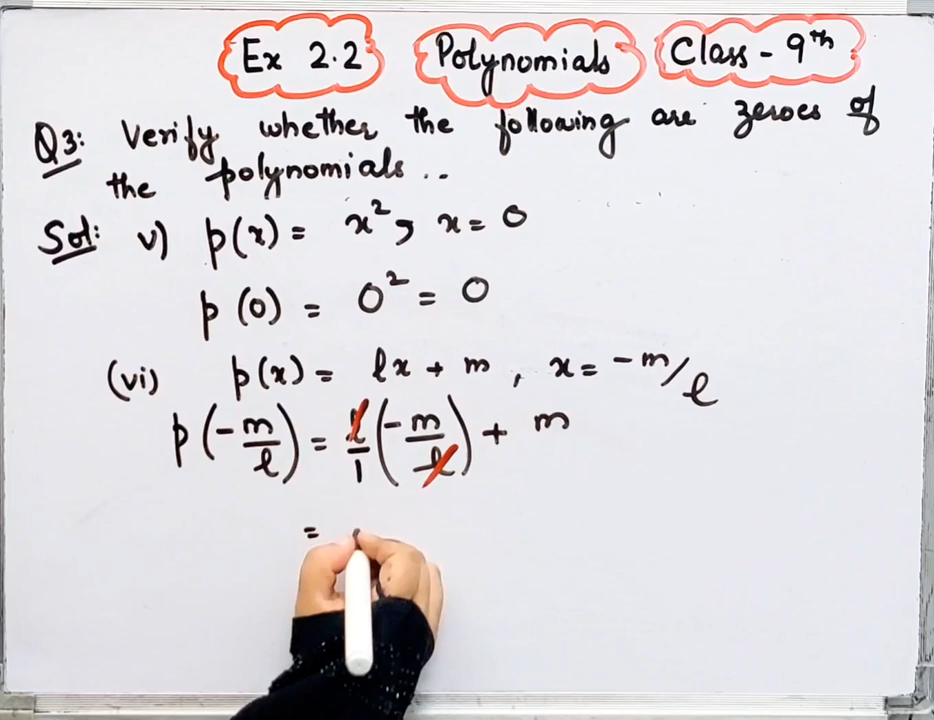 Ex 2.2 Polynomials Class - 9th
Q3: Verify whether the following are zeroes of
the polynomials ..
Sol: v) p(x) = x², x = 0
p(0) = 0² = 0
(vi) p(x) = lx + m, x = -m/l
p(-m/l) = l/1(-m/l) + m
=